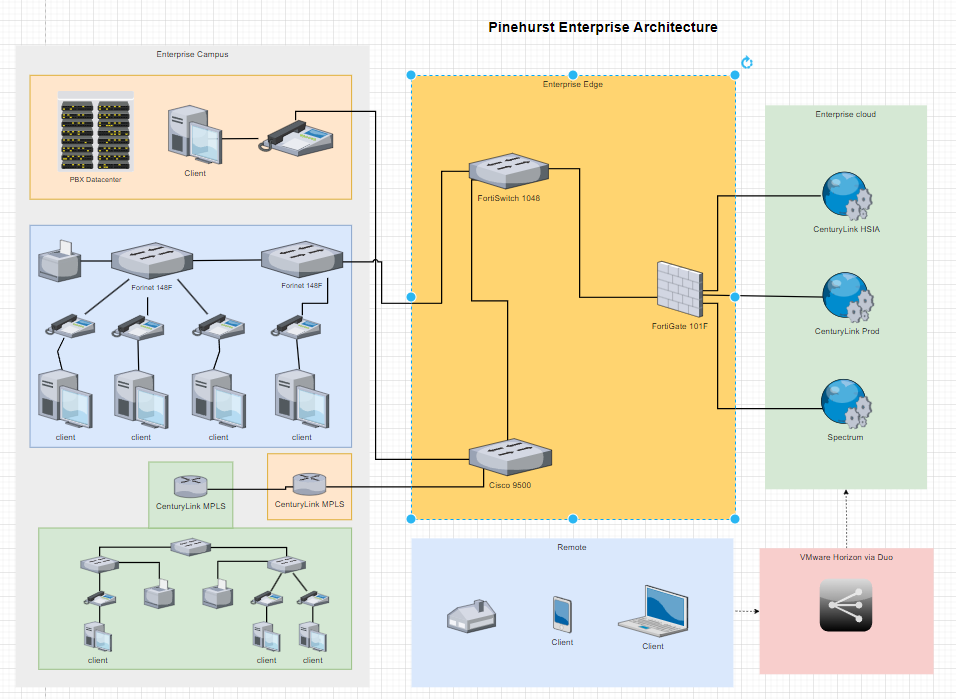 Pinehurst Enterprise Architecture
Enterprise Campus
PBX Datacenter
Client
Forinet 148F
Forinet 148F
client
client
client
client
CenturyLink MPLS
CenturyLink MPLS
client
client
client
Enterprise Edge
FortiSwitch 1048
FortiGate 101F
Cisco 9500
Enterprise cloud
CenturyLink HSIA
CenturyLink Prod
Spectrum
Remote
Client
Client
VMware Horizon via Duo